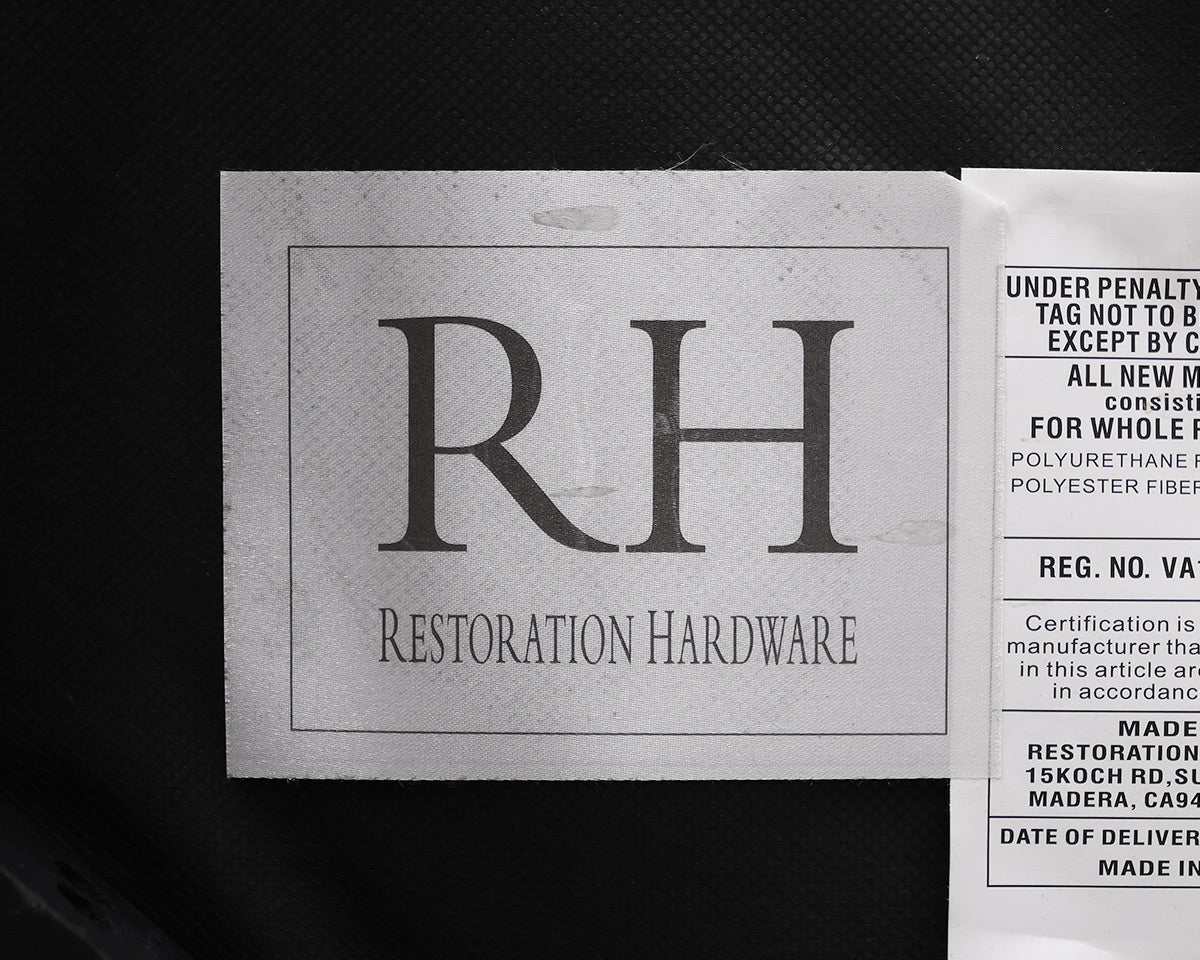 RH
RESTORATION HARDWARE
UNDER PENALTY
TAG NOT TO B
EXCEPT BY C
ALL NEW M
consisti
FOR WHOLE
POLYURETHANE
POLYESTER FIBER
REG. NO. VA1
Certification is
manufacturer tha
in this article are
in accordanc
MADE
RESTORATION
15KOCH RD,SU
MADERA, CA94
DATE OF DELIVER
MADE IN